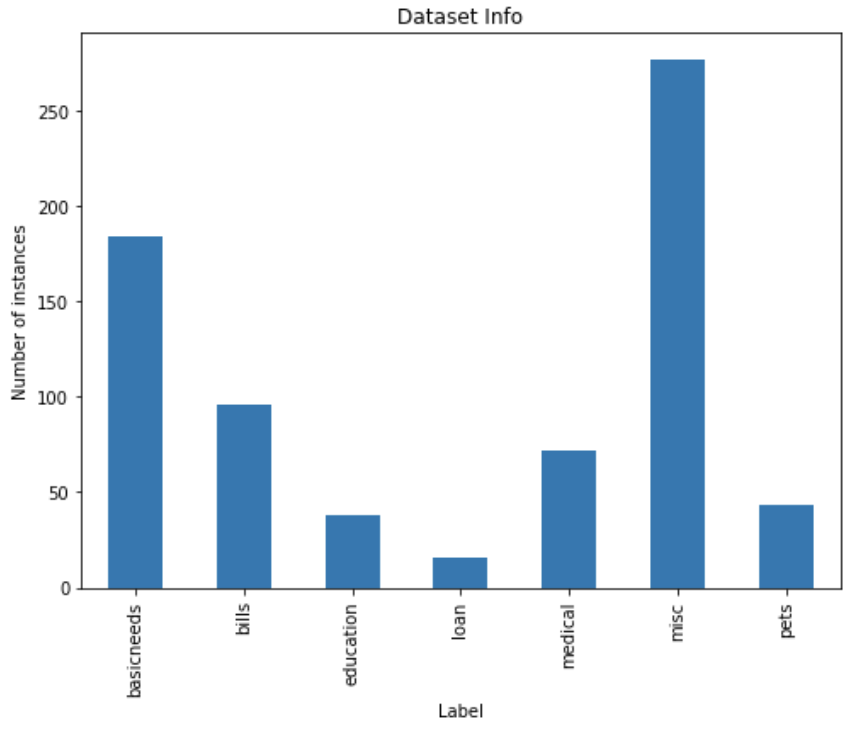 Dataset Info
250
200
150
100
50
0
Number of instances
basicneeds
bills
education
loan
medical
misc
pets
Label